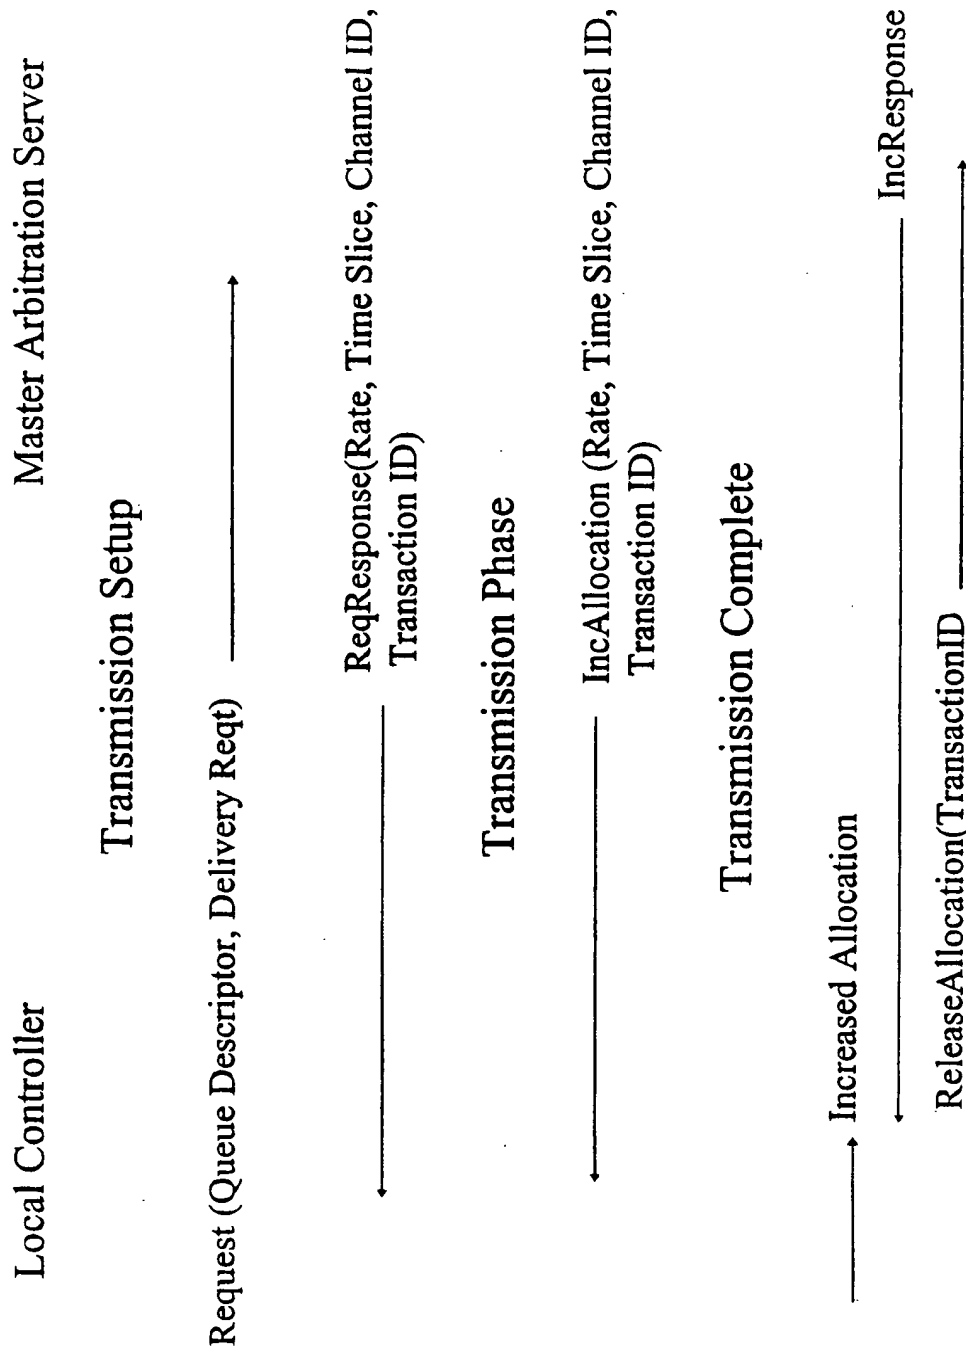 Local Controller
Master Arbitration Server
Transmission Setup
Request (Queue Descriptor, Delivery Reqt)
ReqResponse(Rate, Time Slice, Channel ID,
Transaction ID)
Transmission Phase
IncAllocation (Rate, Time Slice, Channel ID,
Transaction ID)
Transmission Complete
Increased Allocation
IncResponse
ReleaseAllocation(TransactionID